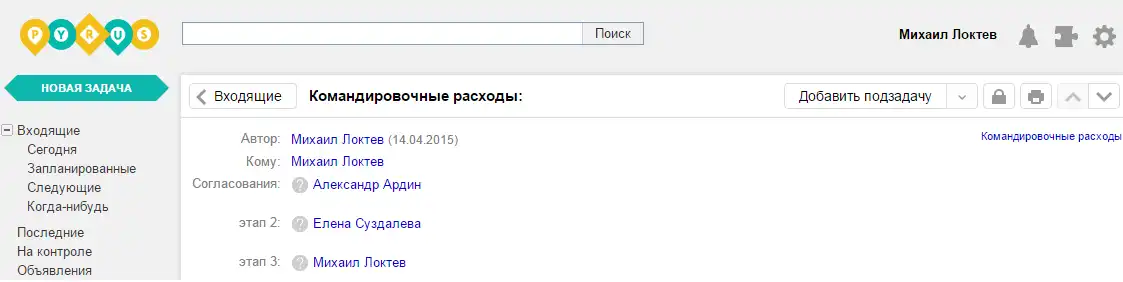 PYRUS
Поиск
Михаил Локтев
НОВАЯ ЗАДАЧА
Входящие
Сегодня
Запланированные
Следующие
Когда-нибудь
Последние
На контроле
Объявления
Входящие
Командировочные расходы:
Добавить подзадачу
Автор: Михаил Локтев (14.04.2015)
Командировочные расходы
Кому: Михаил Локтев
Согласования: ? Александр Ардин
этап 2: ? Елена Суздалева
этап 3: ? Михаил Локтев